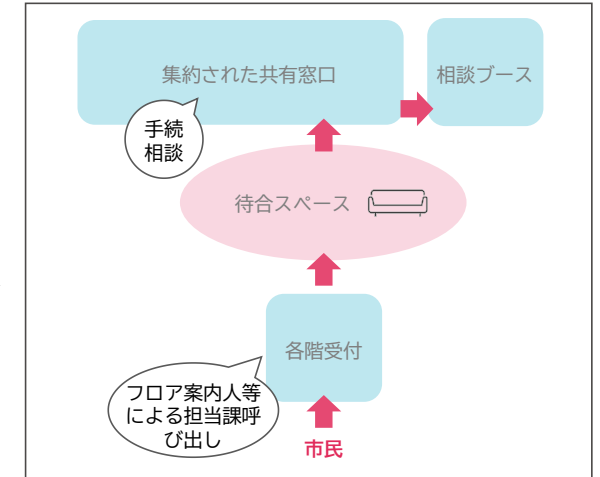 集約された共有窓口
相談ブース
手続
相談
待合スペース
各階受付
フロア案内人等
による担当課呼
び出し
市民